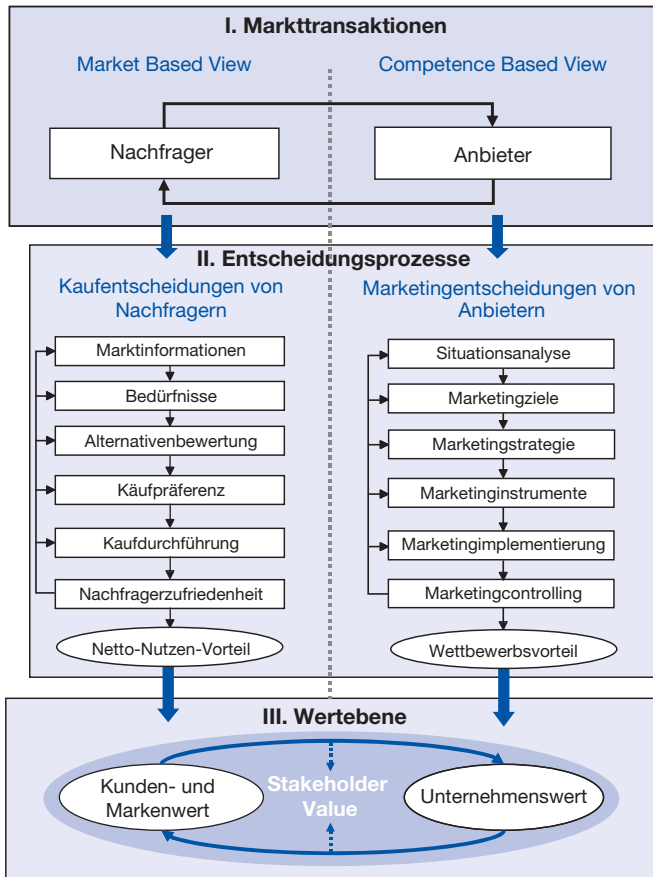 I. Markttransaktionen
Market Based View
Competence Based View
Nachfrager
Anbieter
II. Entscheidungsprozesse
Kaufentscheidungen von
Nachfragern
Marketingentscheidungen von
Anbietern
Marktinformationen
Bedürfnisse
Alternativenbewertung
Käufpräferenz
Kaufdurchführung
Nachfragerzufriedenheit
Netto-Nutzen-Vorteil
Situationsanalyse
Marketingziele
Marketingstrategie
Marketinginstrumente
Marketingimplementierung
Marketingcontrolling
Wettbewerbsvorteil
III. Wertebene
Kunden- und
Markenwert
Stakeholder
Value
Unternehmenswert